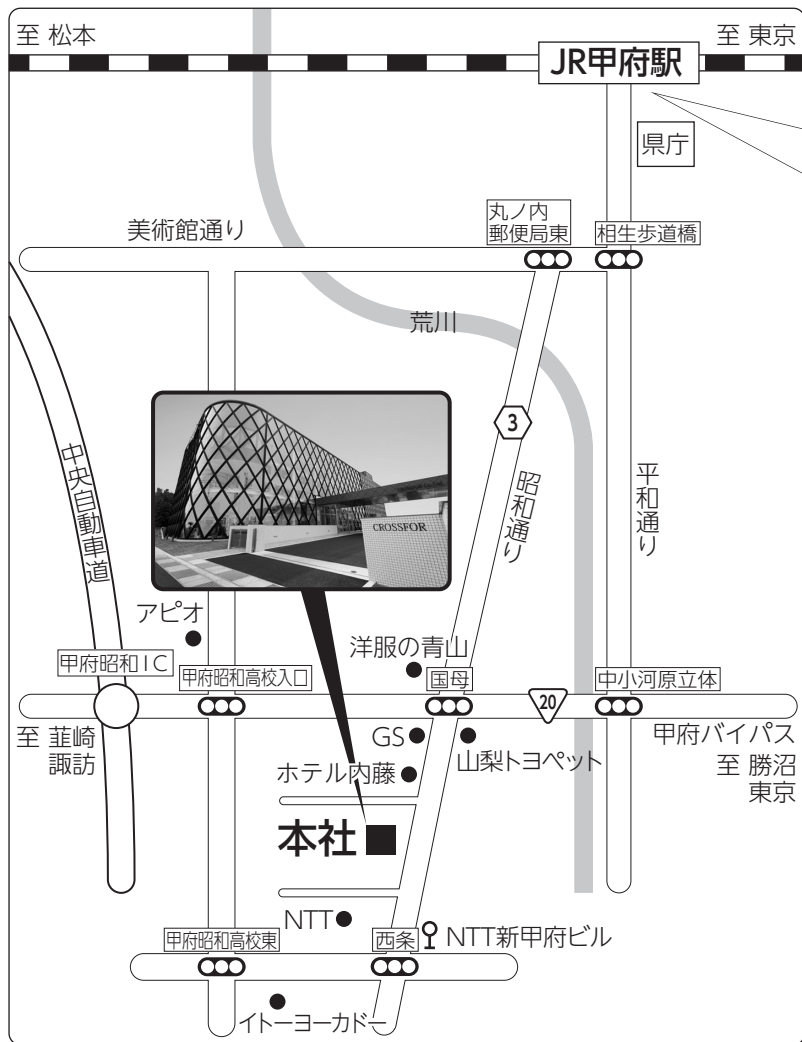 至 松本
至 東京
JR甲府駅
県庁
丸ノ内
郵便局東
相生歩道橋
美術館通り
荒川
3
昭和通り
平和通り
中央自動車道
CROSSFOR
アピオ
洋服の青山
甲府昭和IC
甲府昭和高校入口
国母
20
中小河原立体
至 韮崎
諏訪
GS
山梨トヨペット
甲府バイパス
至 勝沼
東京
ホテル内藤
本社
NTT
甲府昭和高校東
西条
NTT新甲府ビル
イトーヨーカドー